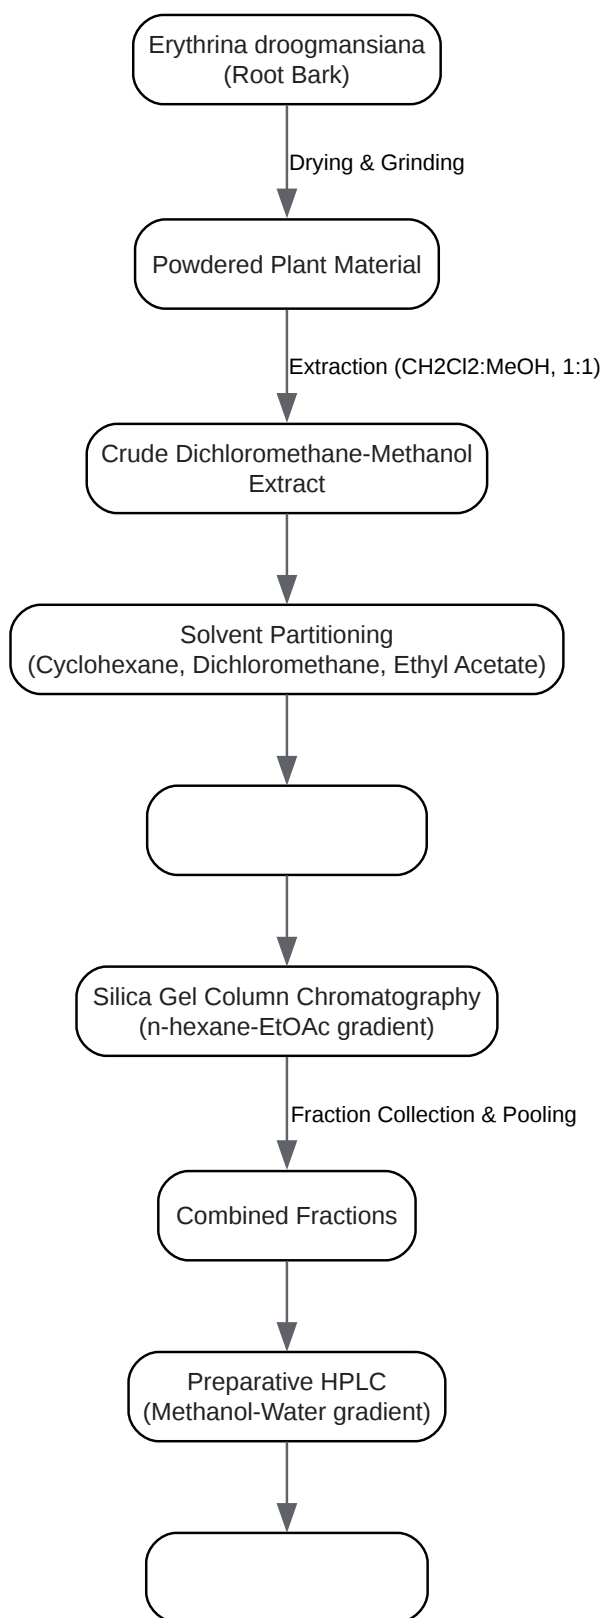 Erythrina droogmansiana
(Root Bark)
Drying & Grinding
Powdered Plant Material
Extraction (CH2Cl2:MeOH, 1:1)
Crude Dichloromethane-Methanol
Extract
Solvent Partitioning
(Cyclohexane, Dichloromethane, Ethyl Acetate)
Silica Gel Column Chromatography
(n-hexane-EtOAc gradient)
Fraction Collection & Pooling
Combined Fractions
Preparative HPLC
(Methanol-Water gradient)